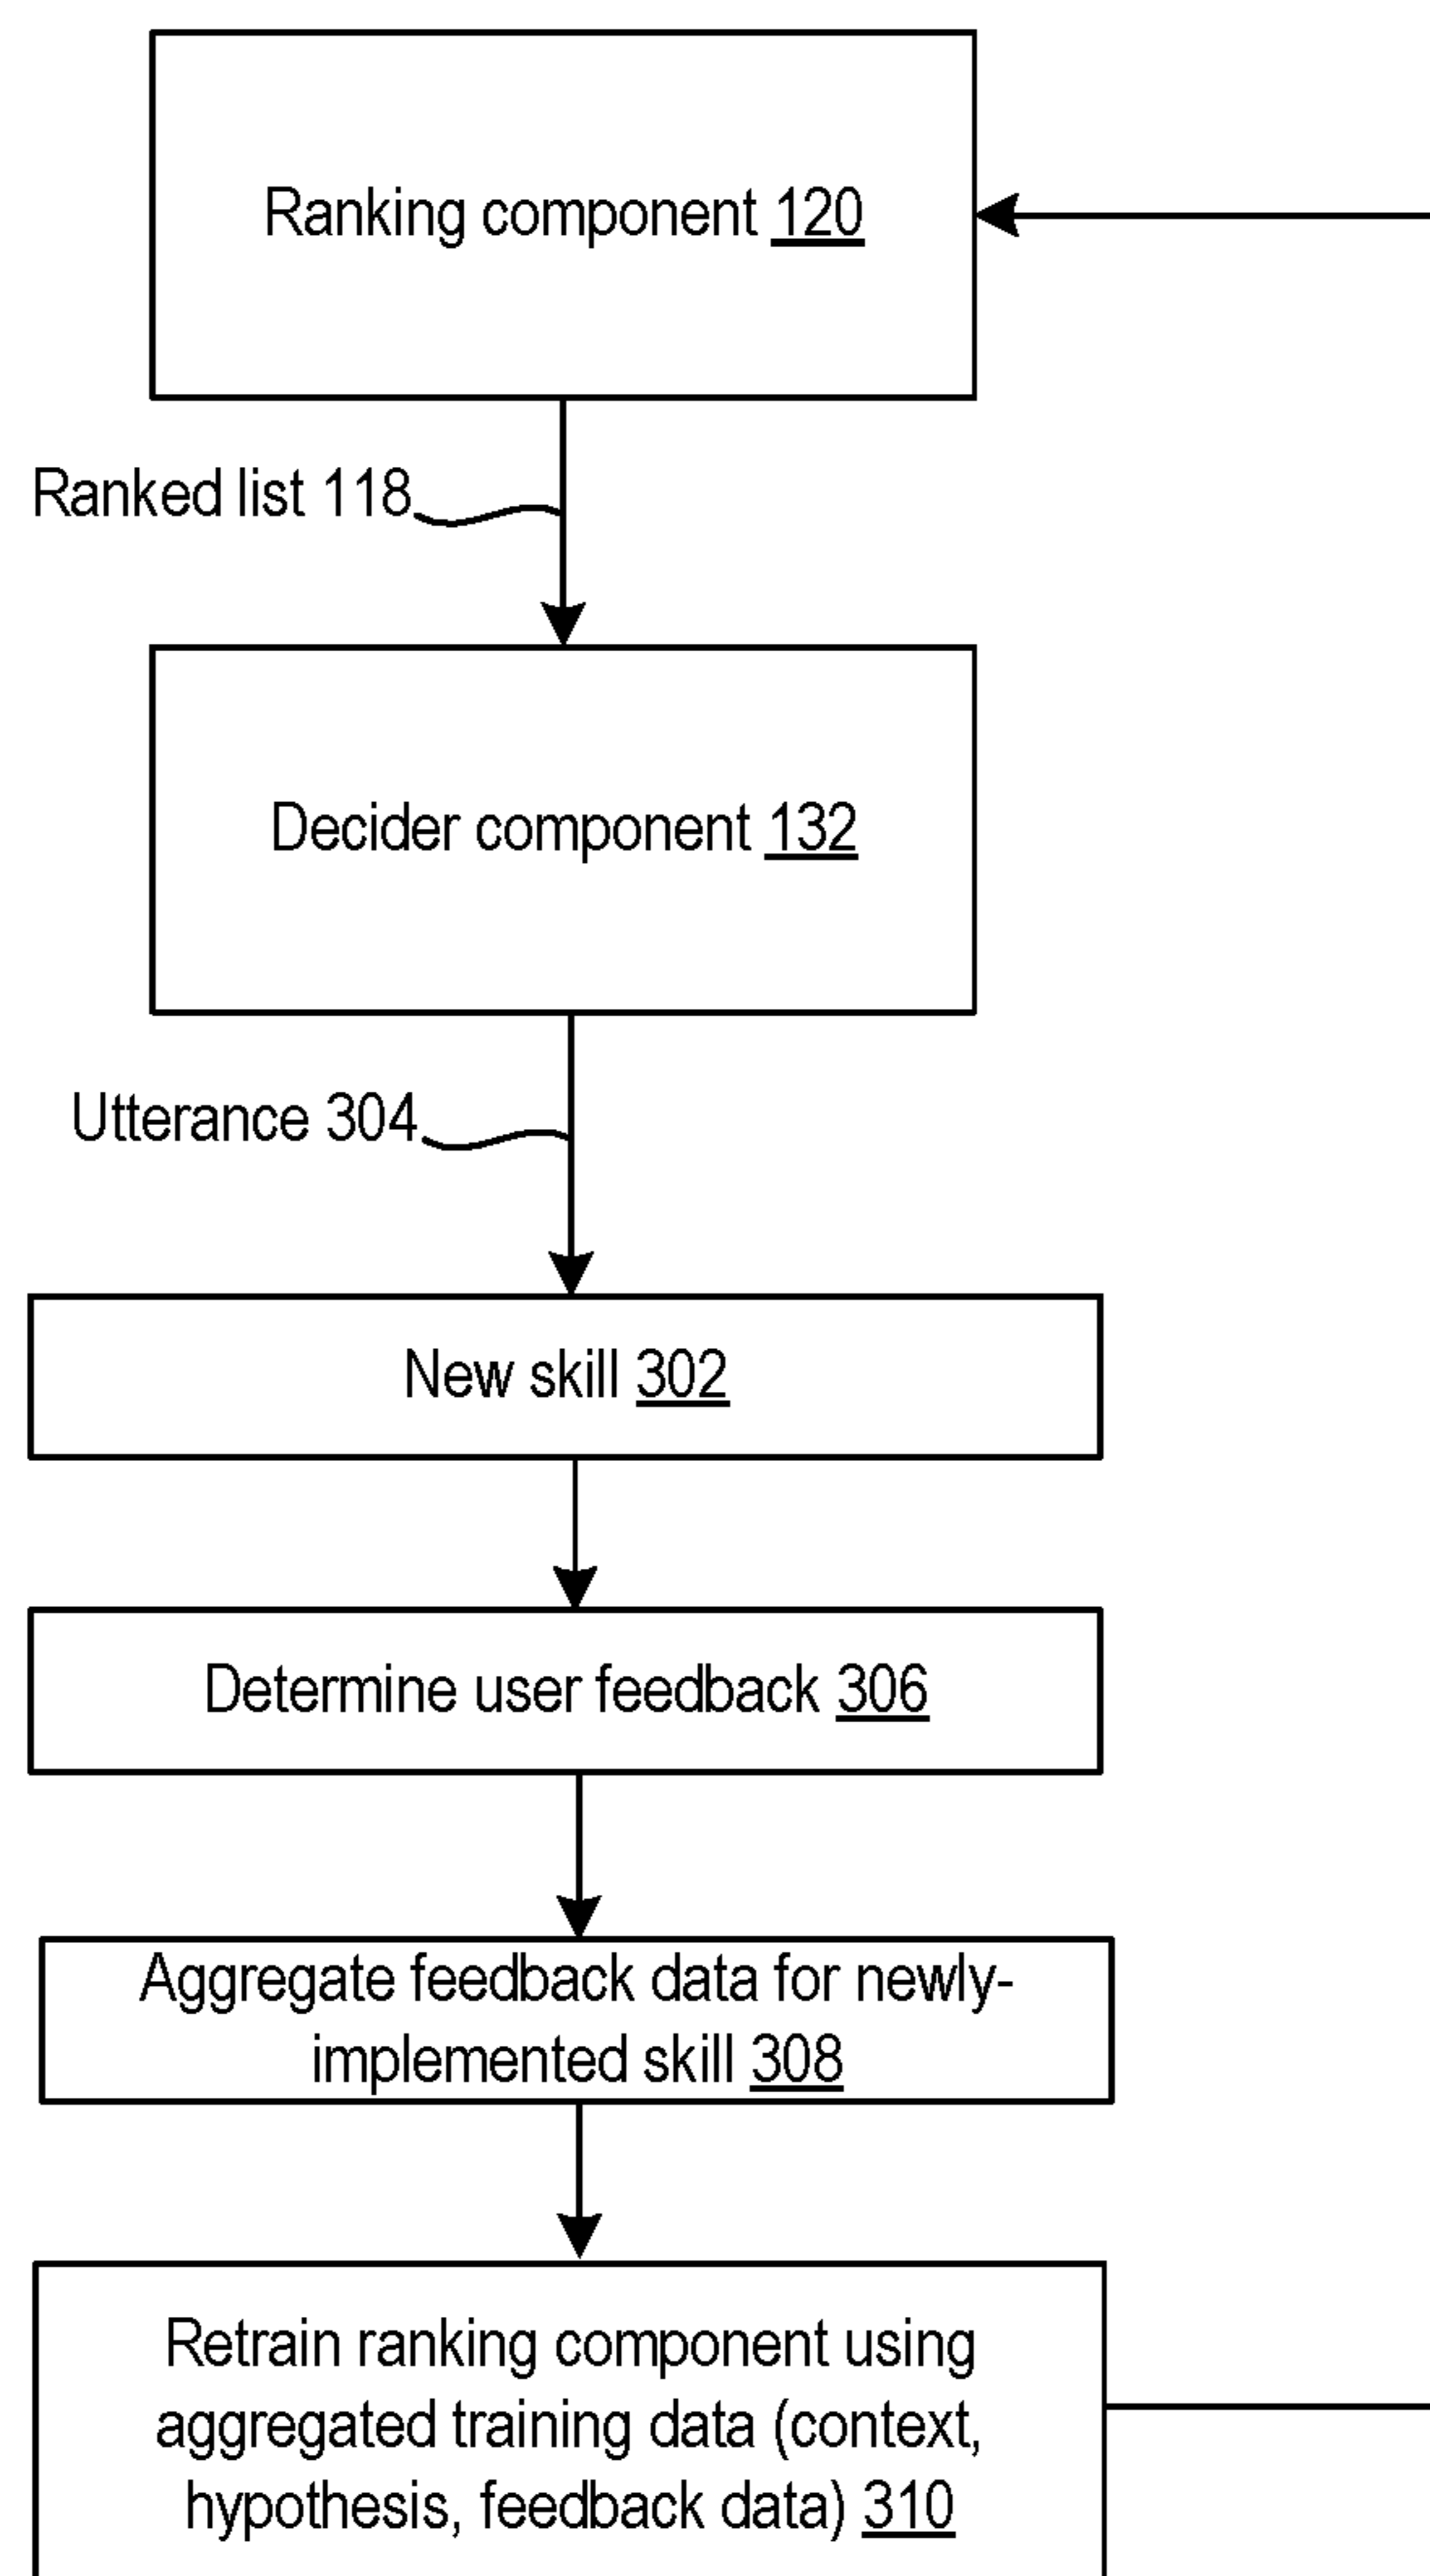 Ranking component 120
Ranked list 118
Decider component 132
Utterance 304
New skill 302
Determine user feedback 306
Aggregate feedback data for newly-
implemented skill 308
Retrain ranking component using
aggregated training data (context,
hypothesis, feedback data) 310